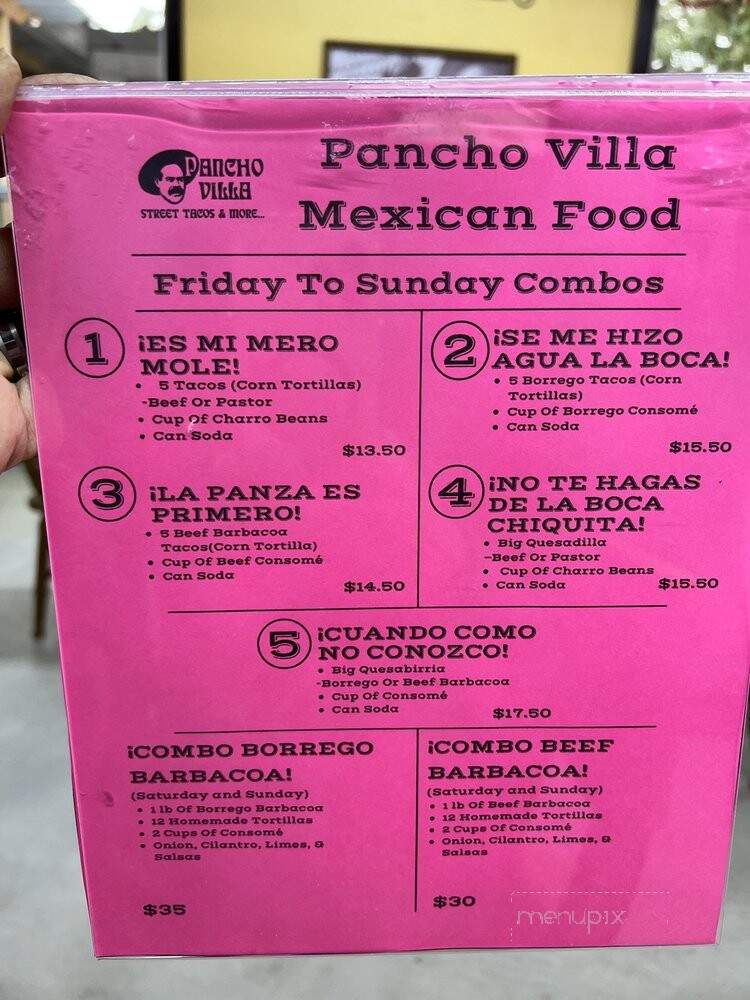 PANCHO
VILLA
STREET TACOS & MORE...
Pancho Villa
Mexican Food
Friday To Sunday Combos
1
¡ES MI MERO
MOLE!
• 5 Tacos (Corn Tortillas)
-Beef Or Pastor
• Cup Of Charro Beans
• Can Soda
$13.50
2
¡SE ME HIZO
AGUA LA BOCA!
• 5 Borrego Tacos (Corn
Tortillas)
• Cup Of Borrego Consomé
• Can Soda
$15.50
3
¡LA PANZA ES
PRIMERO!
• 5 Beef Barbacoa
Tacos(Corn Tortilla)
• Cup Of Beef Consomé
• Can Soda
$14.50
4
¡NO TE HAGAS
DE LA BOCA
CHIQUITA!
• Big Quesadilla
-Beef Or Pastor
• Cup Of Charro Beans
• Can Soda
$15.50
5
¡CUANDO COMO
NO CONOZCO!
• Big Quesabirria
-Borrego Or Beef Barbacoa
• Cup Of Consomé
• Can Soda
$17.50
¡COMBO BORREGO
BARBACOA!
(Saturday and Sunday)
• 1 lb Of Borrego Barbacoa
• 12 Homemade Tortillas
• 2 Cups Of Consomé
• Onion, Cilantro, Limes, &
Salsas
$35
¡COMBO BEEF
BARBACOA!
(Saturday and Sunday)
• 1 lb Of Beef Barbacoa
• 12 Homemade Tortillas
• 2 Cups Of Consomé
• Onion, Cilantro, Limes, &
Salsas
$30
menupix